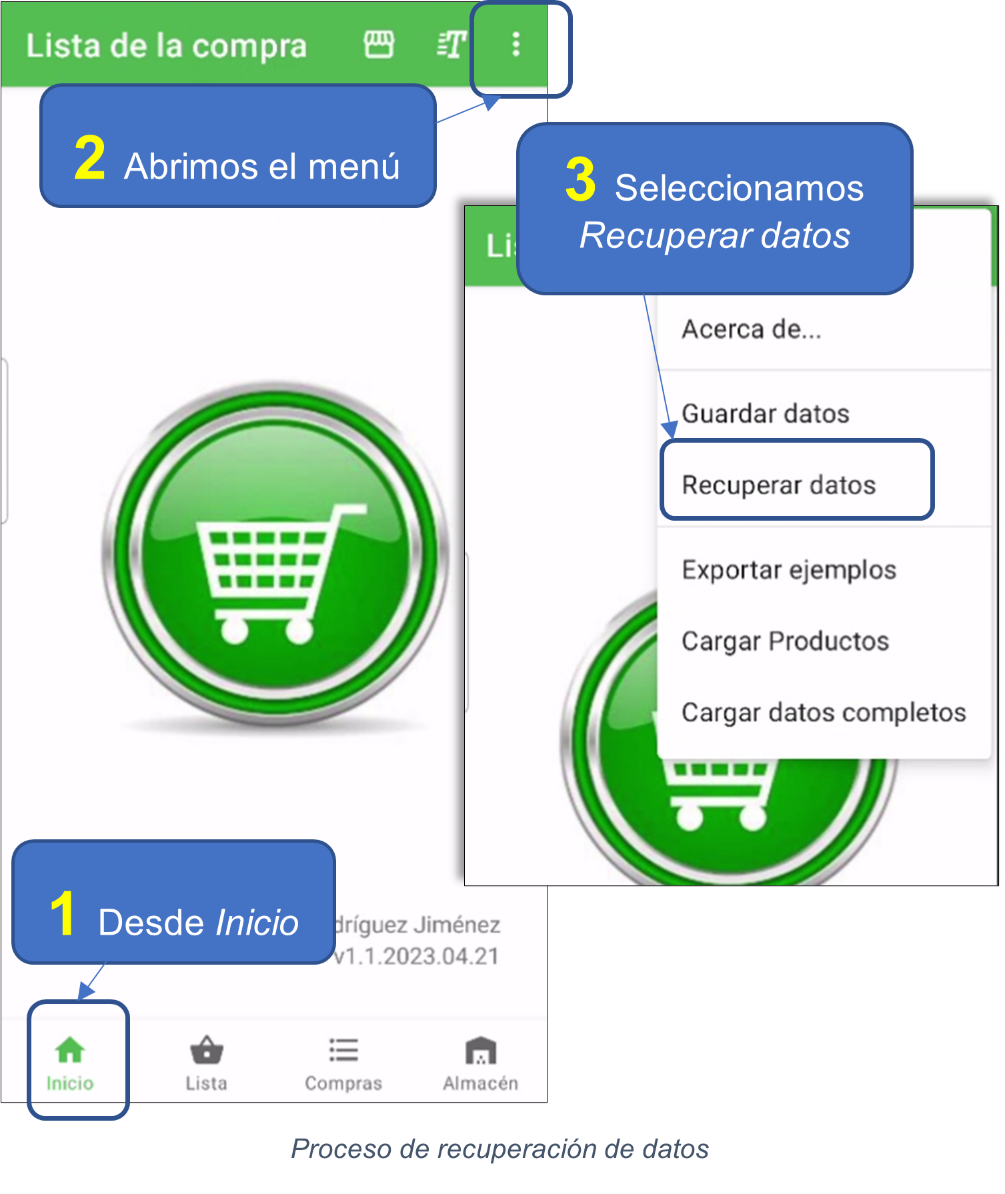 Lista de la compra
T
2 Abrimos el menú
3 Seleccionamos
Recuperar datos
Li
Acerca de...
Guardar datos
Recuperar datos
Exportar ejemplos
Cargar Productos
Cargar datos completos
1 Desde Inicio
dríguez Jiménez
v1.1.2023.04.21
Inicio
Lista
Compras
Almacén
Proceso de recuperación de datos